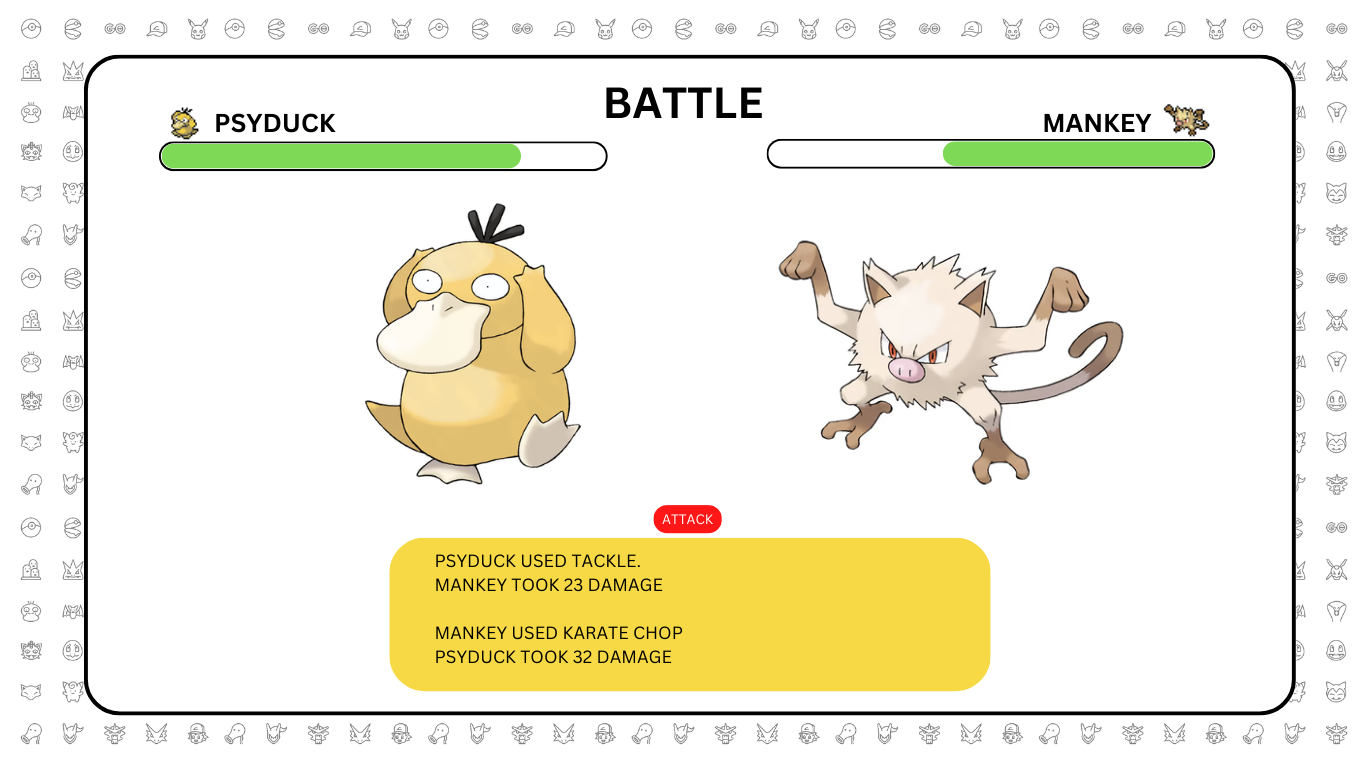 BATTLE
PSYDUCK
MANKEY
ATTACK
PSYDUCK USED TACKLE.
MANKEY TOOK 23 DAMAGE
MANKEY USED KARATE CHOP
PSYDUCK TOOK 32 DAMAGE